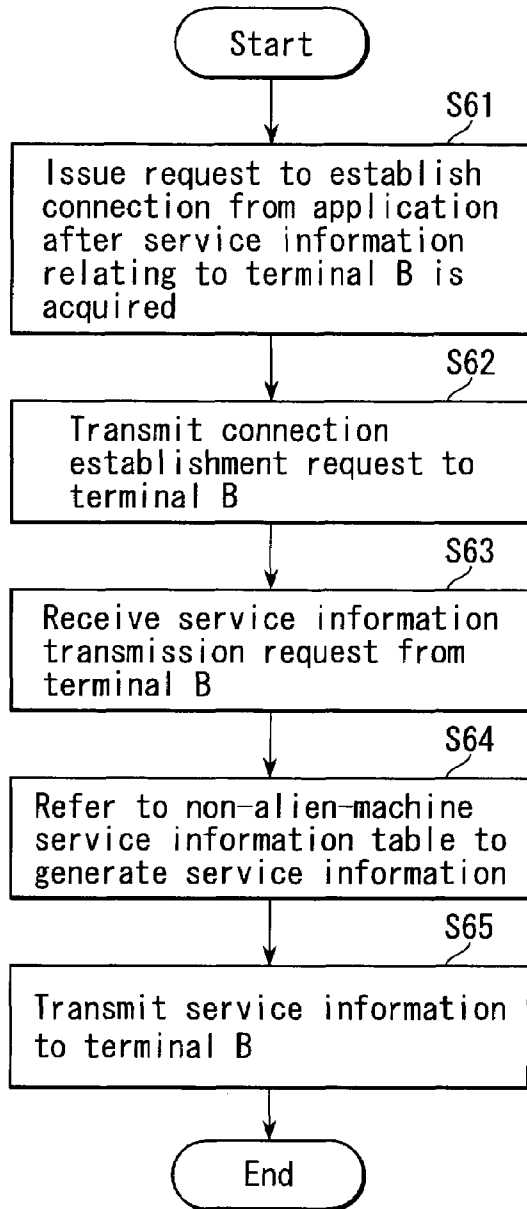 Start
S61
Issue request to establish
connection from application
after service information
relating to terminal B is
acquired
S62
Transmit connection
establishment request to
terminal B
S63
Receive service information
transmission request from
terminal B
S64
Refer to non-alien-machine
service information table to
generate service information
S65
Transmit service information
to terminal B
End